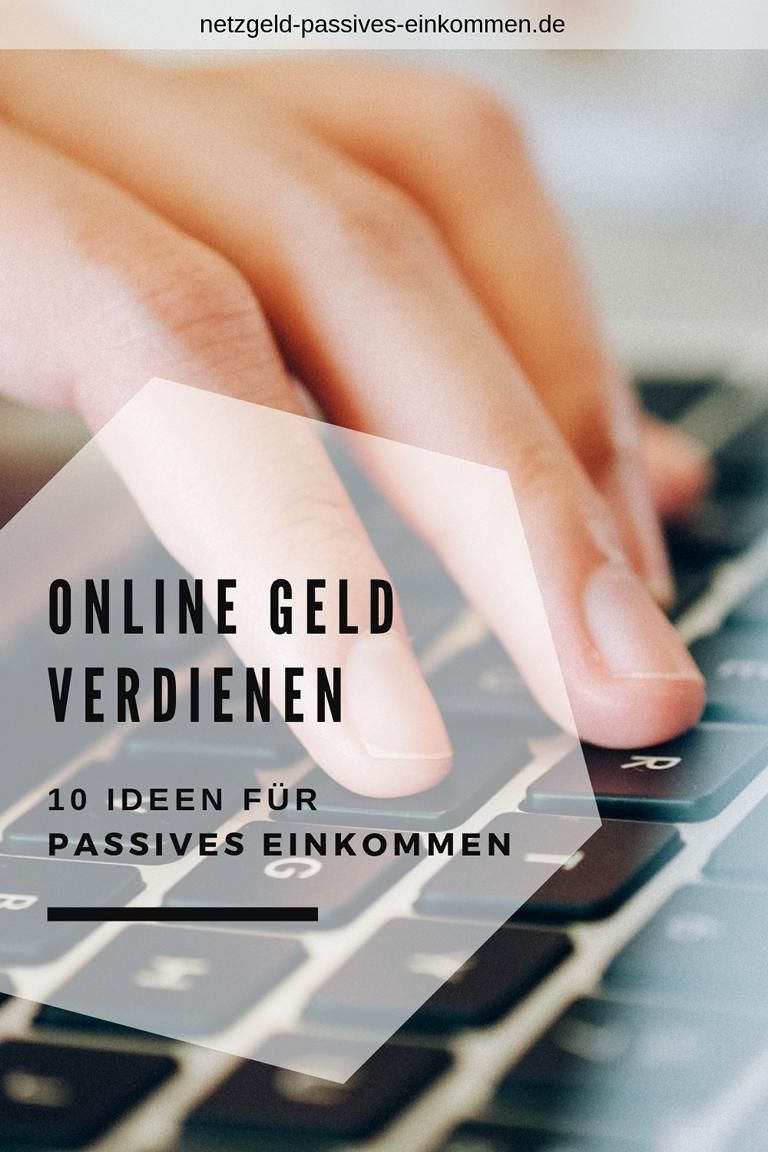 netzgeld-passives-einkommen.de
ONLINE GELD
VERDIENEN
10 IDEEN FÜR
PASSIVES EINKOMMEN
R
T
G
B
Y
H